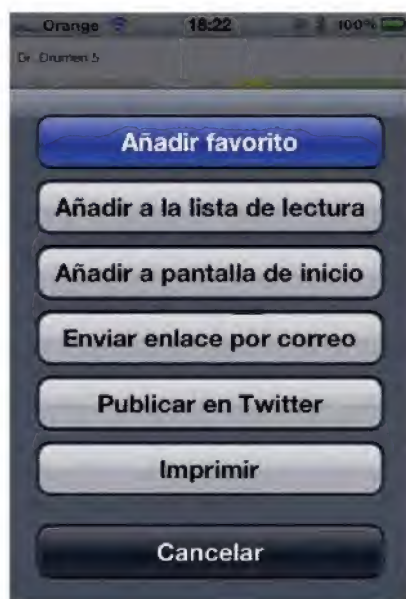 Orange 18:22 100%
Añadir favorito
Añadir a la lista de lectura
Añadir a pantalla de inicio
Enviar enlace por correo
Publicar en Twitter
Imprimir
Cancelar